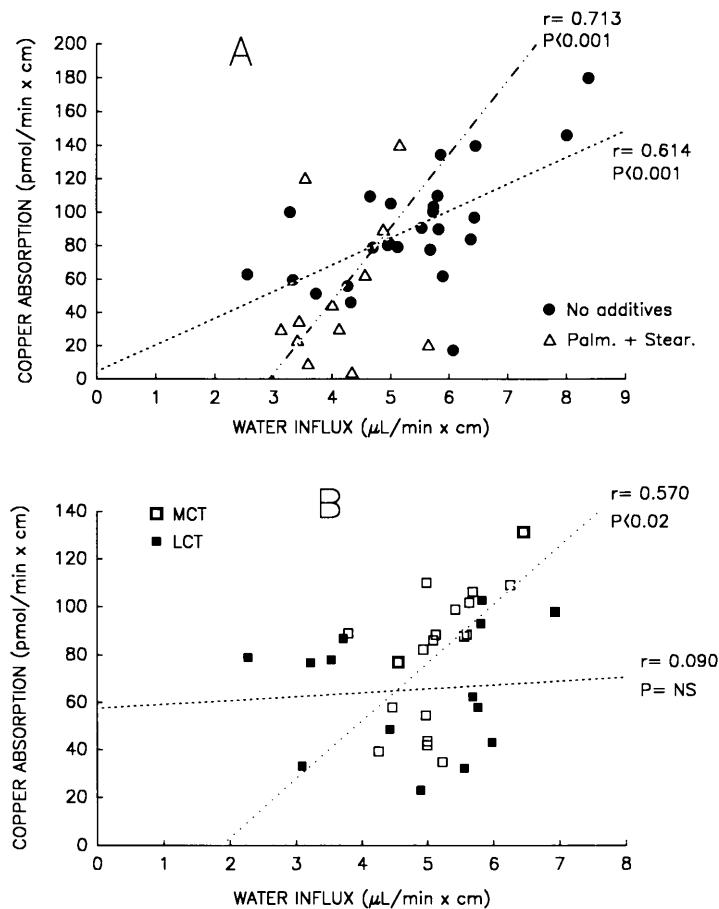 A
r= 0.713
P<0.001
200
180
160
140
120
100
80
60
40
20
0
COPPER ABSORPTION (pmol/min x cm)
r= 0.614
P<0.001
No additives
Palm. + Stear.
0 1 2 3 4 5 6 7 8 9
WATER INFLUX (μL/min x cm)
B
MCT
LCT
r= 0.570
P<0.02
140
120
100
80
60
40
20
0
COPPER ABSORPTION (pmol/min x cm)
r= 0.090
P= NS
0 1 2 3 4 5 6 7 8
WATER INFLUX (μL/min x cm)